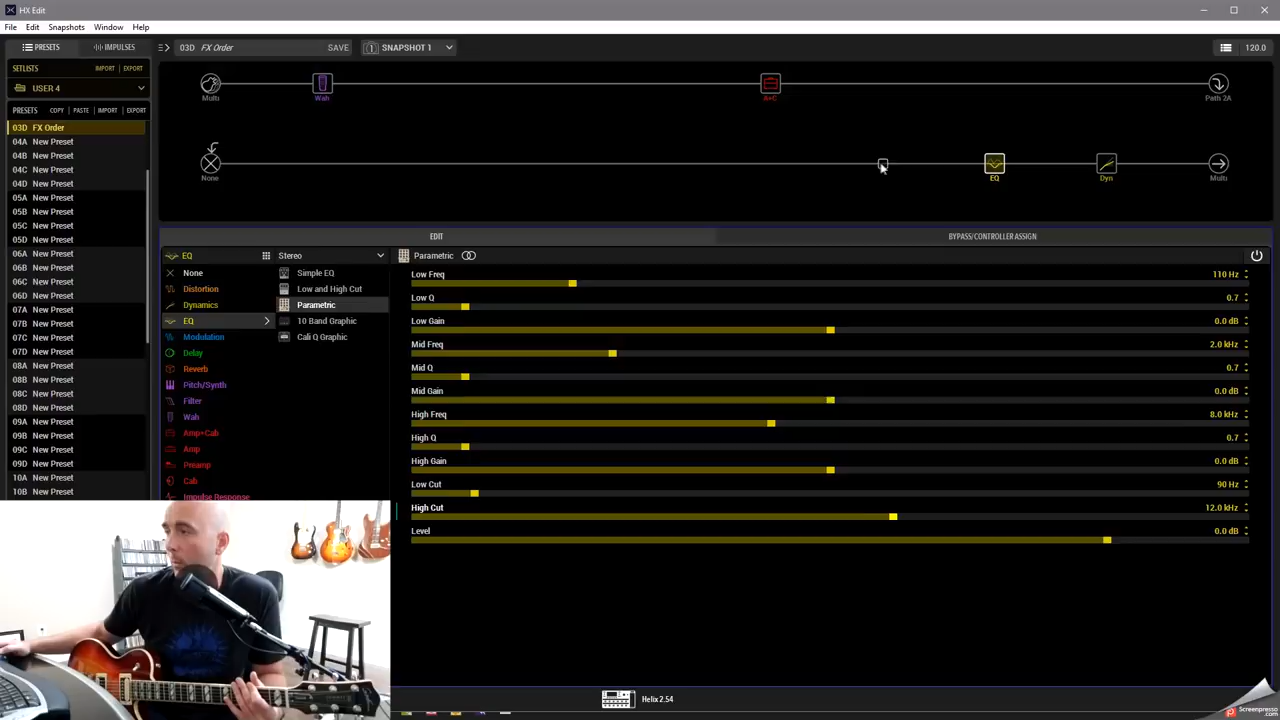 HX Edit
File Edit Snapshots Window Help
PRESETS IMPULSES 03D FX Order SAVE 1 SNAPSHOT 1 120.0
SETLISTS IMPORT EXPORT
USER 4
PRESETS COPY PASTE IMPORT EXPORT
03D FX Order
04A New Preset
04B New Preset
04C New Preset
04D New Preset
05A New Preset
05B New Preset
05C New Preset
05D New Preset
06A New Preset
06B New Preset
06C New Preset
06D New Preset
07A New Preset
07B New Preset
07C New Preset
07D New Preset
08A New Preset
08B New Preset
08C New Preset
08D New Preset
09A New Preset
09B New Preset
09C New Preset
09D New Preset
10A New Preset
10B New Preset
Multi Wah A+C Path 2A
None EQ Dyn Multi
EDIT BYPASS/CONTROLLER ASSIGN
EQ Stereo Parametric
None
Distortion
Dynamics
EQ
Modulation
Delay
Reverb
Pitch/Synth
Filter
Wah
Amp+Cab
Amp
Preamp
Cab
Impulse Response
Simple EQ
Low and High Cut
Parametric
10 Band Graphic
Cali Q Graphic
Low Freq 110 Hz
Low Q 0.7
Low Gain 0.0 dB
Mid Freq 2.0 kHz
Mid Q 0.7
Mid Gain 0.0 dB
High Freq 8.0 kHz
High Q 0.7
High Gain 0.0 dB
Low Cut 90 Hz
High Cut 12.0 kHz
Level 0.0 dB
Helix 2.54
Screenpresso.com